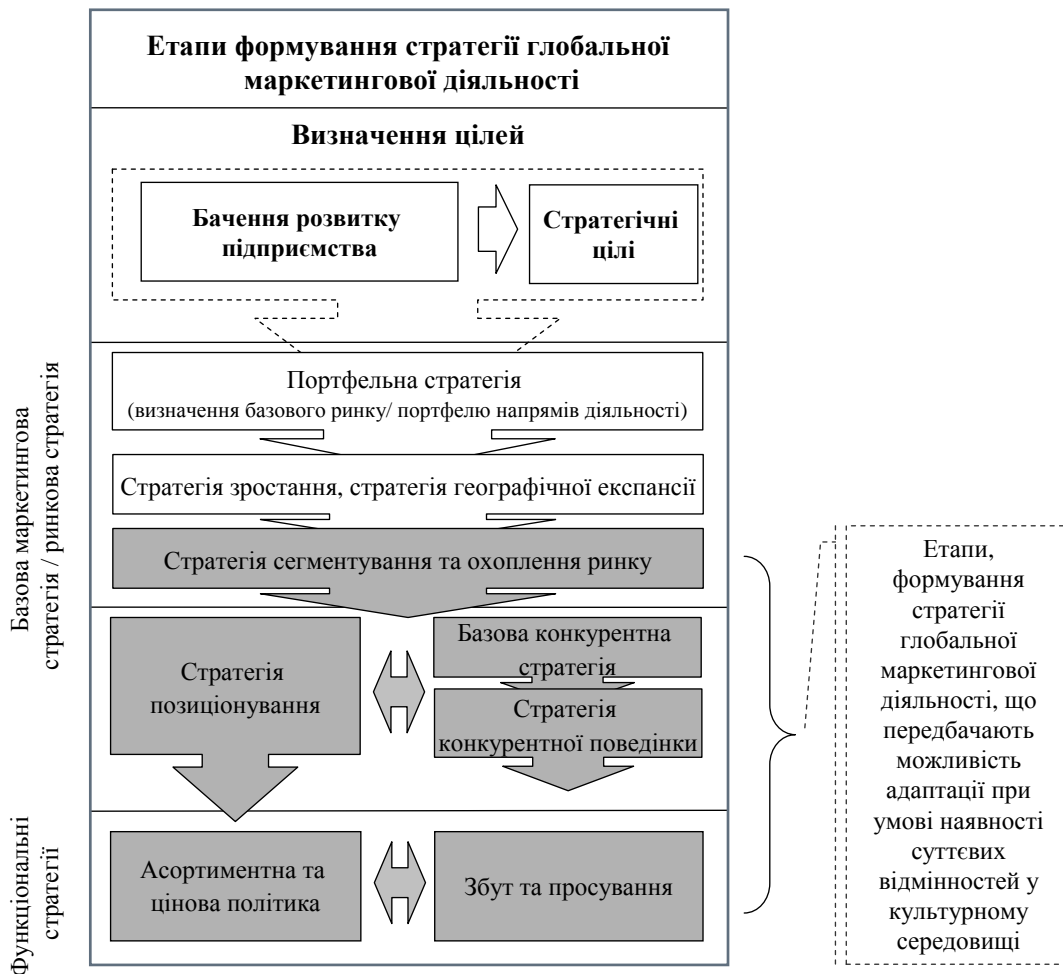 Етапи формування стратегії глобальної
маркетингової діяльності
Визначення цілей
Бачення розвитку
підприємства
Стратегічні
цілі
Базова маркетингова
стратегія / ринкова стратегія
Портфельна стратегія
(визначення базового ринку/ портфелю напрямів діяльності)
Стратегія зростання, стратегія географічної експансії
Стратегія сегментування та охоплення ринку
Стратегія
позиціонування
Базова конкурентна
стратегія
Стратегія
конкурентної поведінки
Функціональні
стратегії
Асортиментна та
цінова політика
Збут та просування
Етапи,
формування
стратегії
глобальної
маркетингової
діяльності, що
передбачають
можливість
адаптації при
умові наявності
суттєвих
відмінностей у
культурному
середовищі